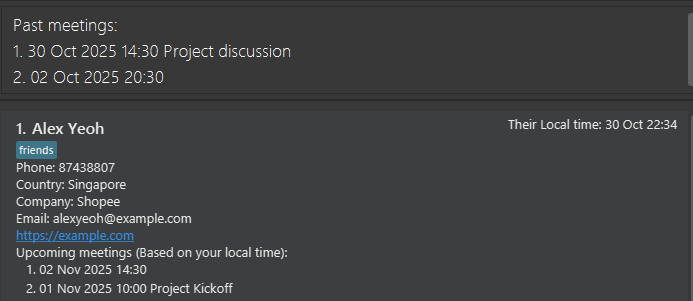 Past meetings:
1. 30 Oct 2025 14:30 Project discussion
2. 02 Oct 2025 20:30
1. Alex Yeoh
Their Local time: 30 Oct 22:34
friends
Phone: 87438807
Country: Singapore
Company: Shopee
Email: alexyeoh@example.com
https://example.com
Upcoming meetings (Based on your local time):
1. 02 Nov 2025 14:30
2. 01 Nov 2025 10:00 Project Kickoff